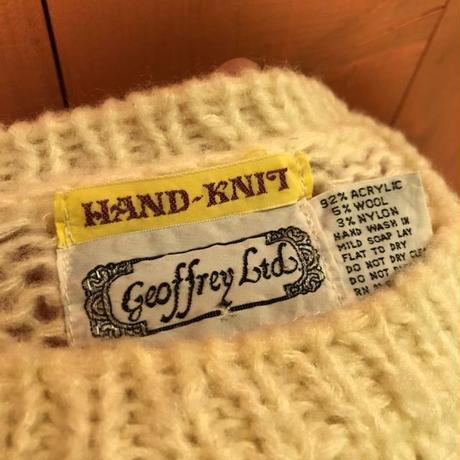 HAND-KNIT
Geoffrey Ltd.
92% ACRYLIC
5% WOOL
3% NYLON
HAND WASH IN
MILD SOAP LAY
FLAT TO DRY
DO NOT DRY
DO NOT
RN